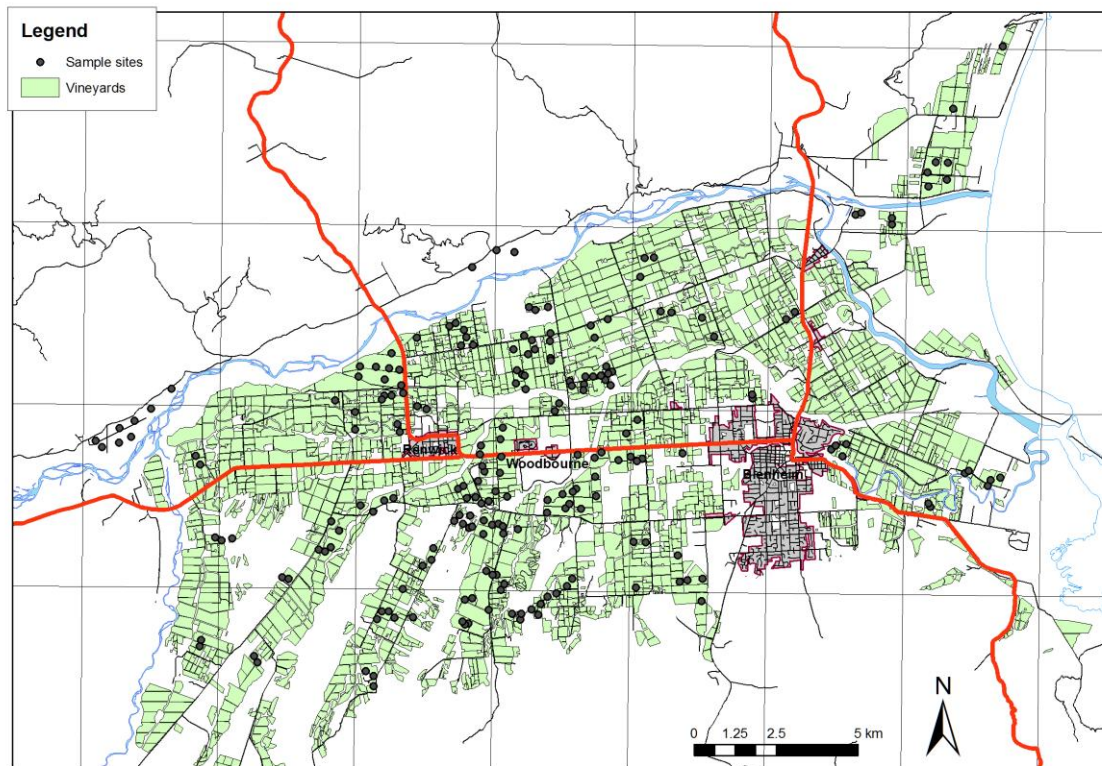 Legend
Sample sites
Vineyards
Renwick
Woodbourne
Blenheim
N
0 1.25 2.5 5 km